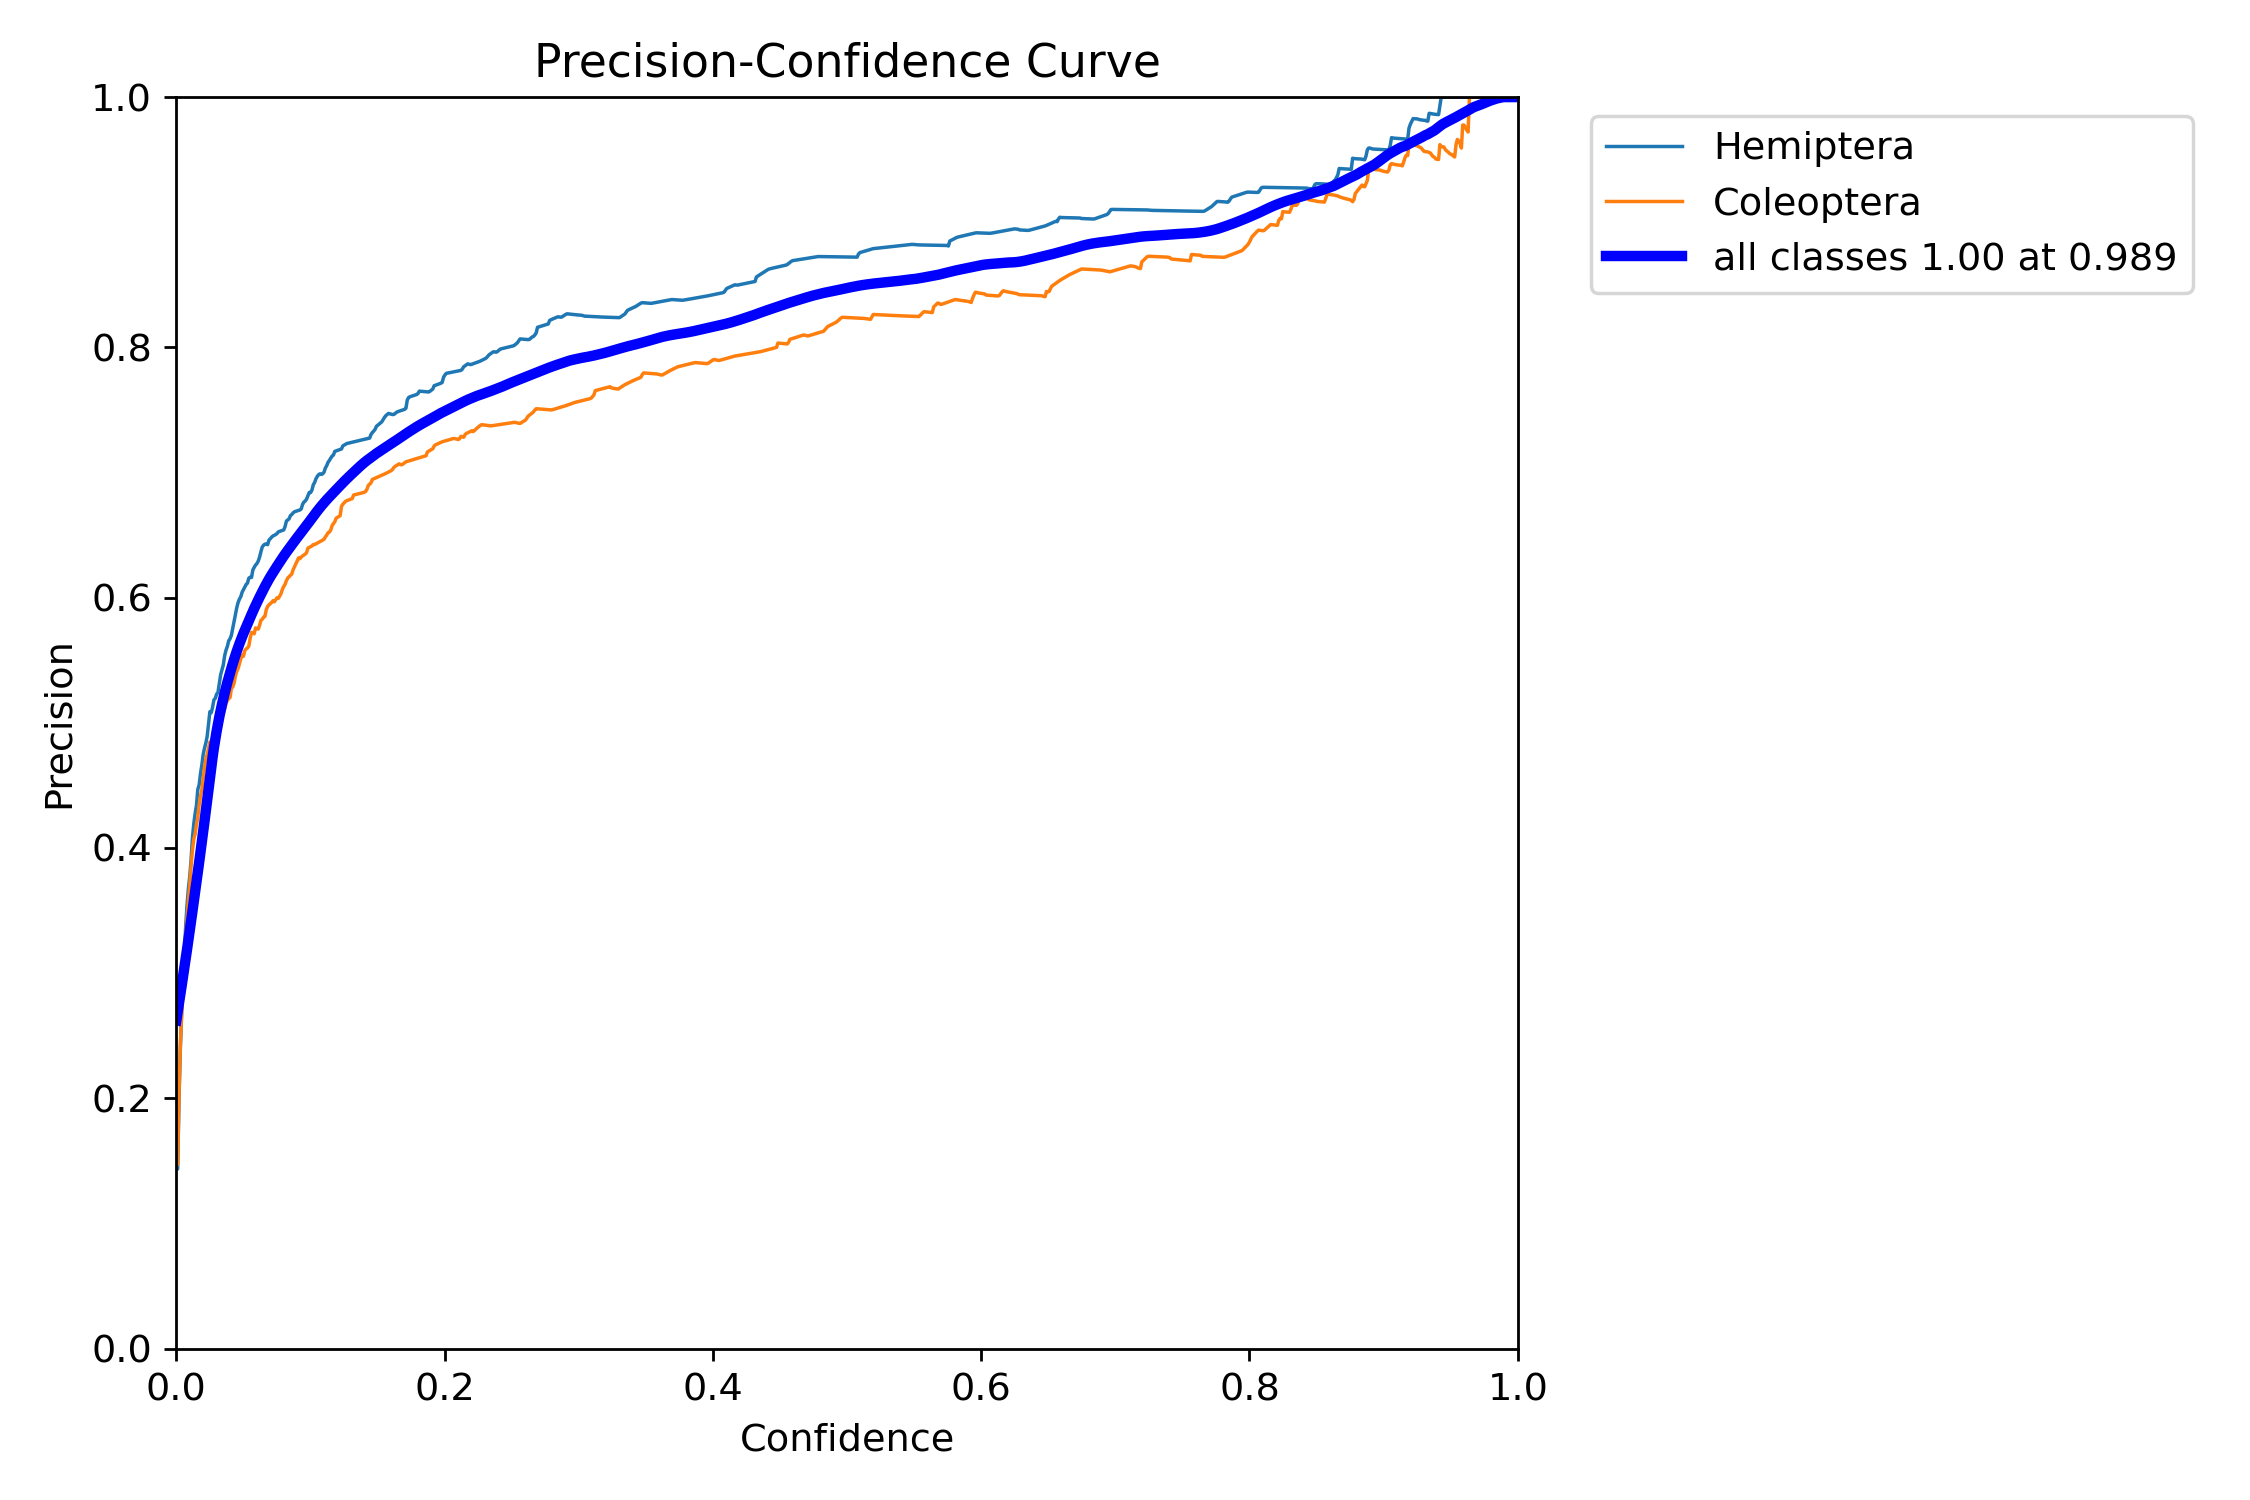 Precision-Confidence Curve
1.0
0.8
0.6
0.4
0.2
0.0
Precision
0.0 0.2 0.4 0.6 0.8 1.0
Confidence
Hemiptera
Coleoptera
all classes 1.00 at 0.989